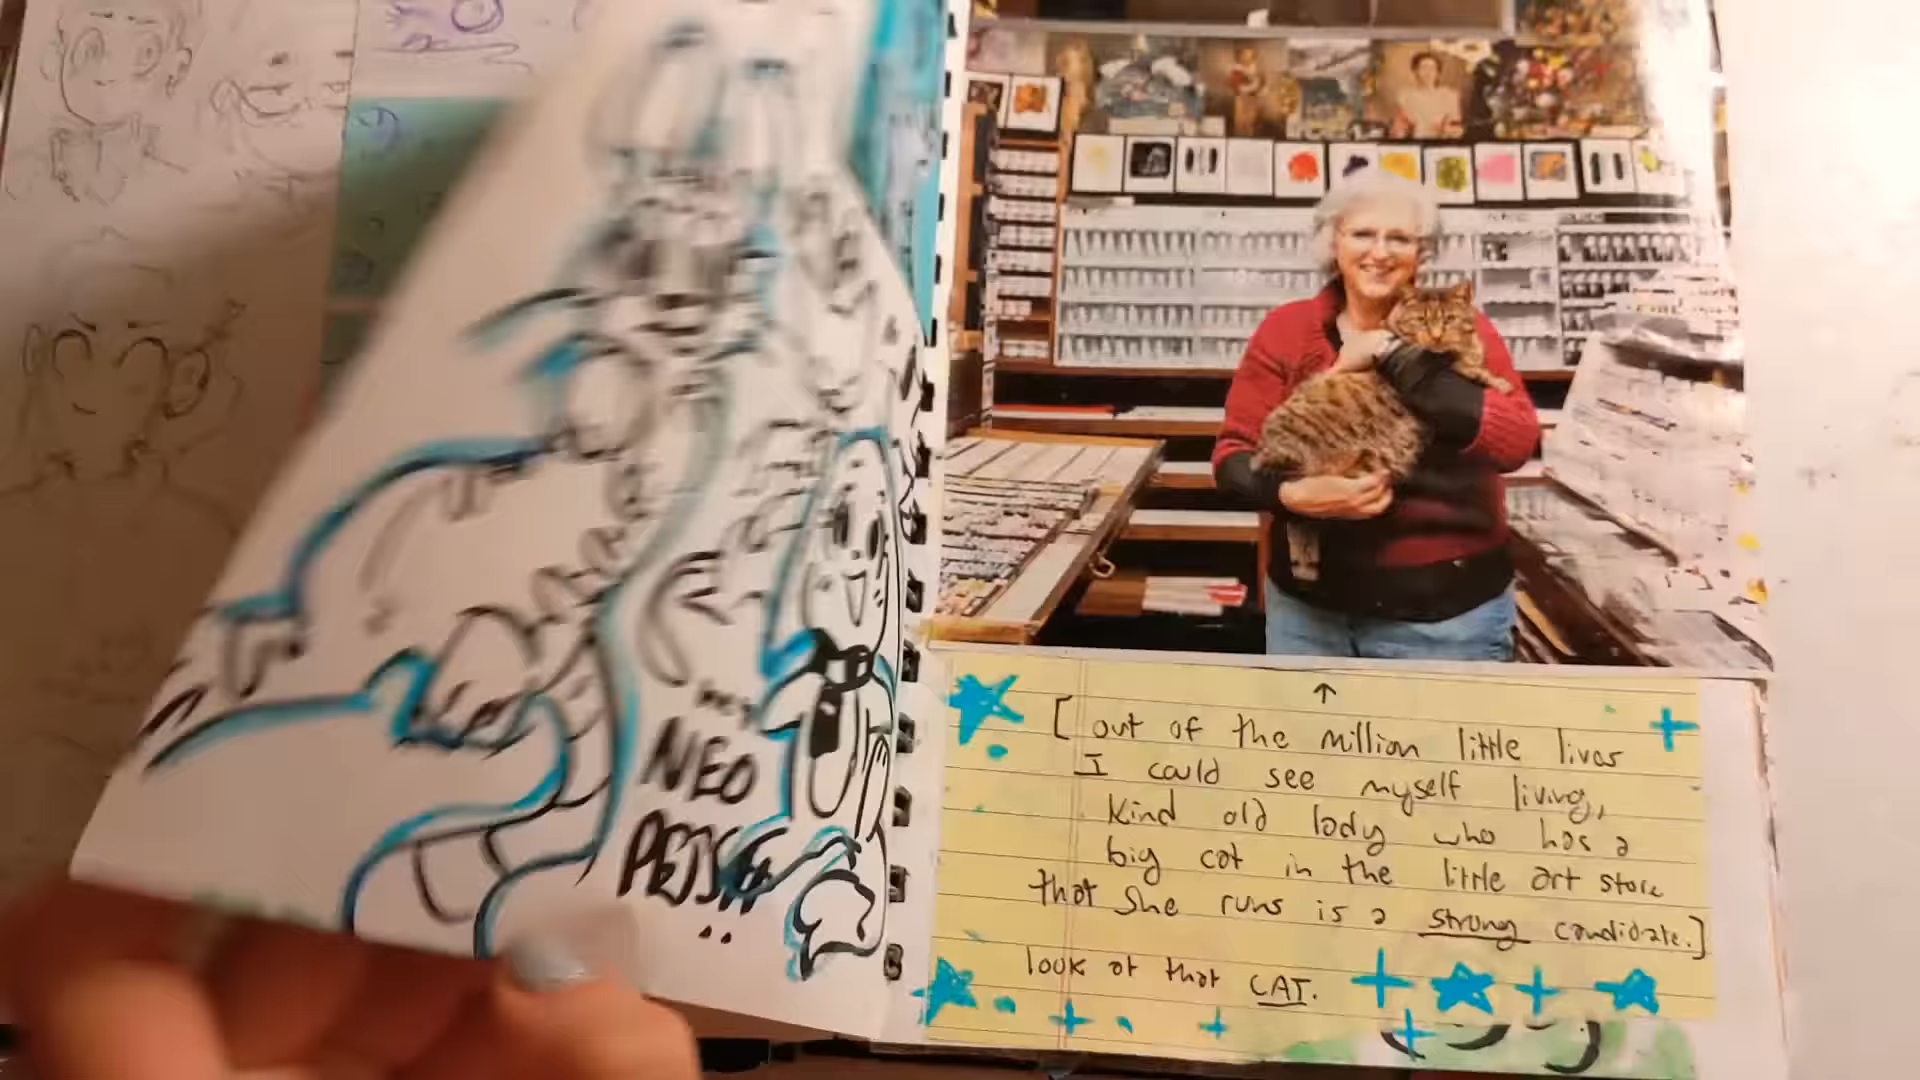 NEO
PETS
[out of the million little lives
I could see myself living,
kind old lady who has a
big cat in the little art store
that she runs is a strong candidate.]
look at that CAT.